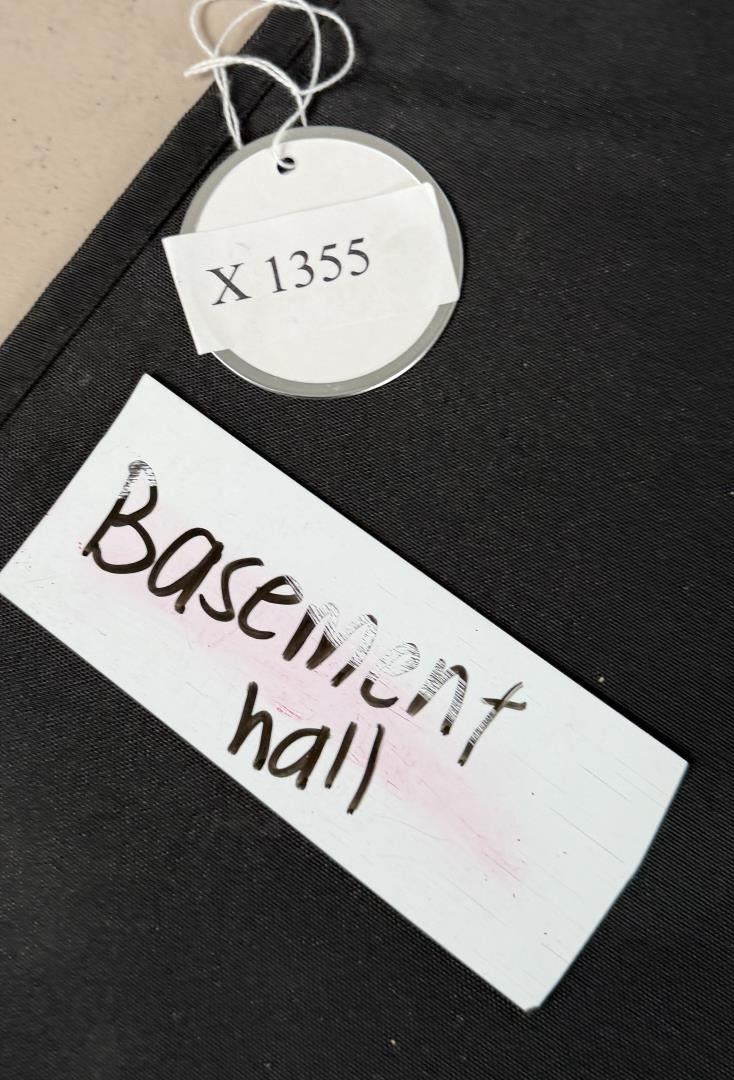 X 1355
Basement
hall